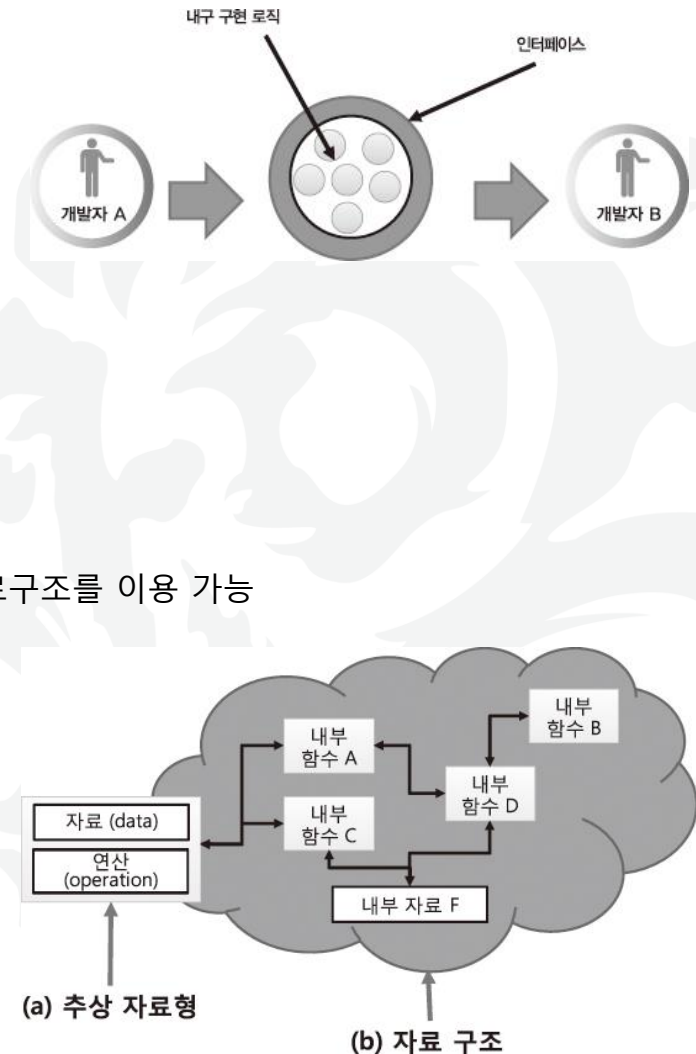 내구 구현 로직
인터페이스
개발자 A
개발자 B
료구조를 이용 가능
내부
함수 B
내부
함수 A
내부
함수 D
내부
함수 C
자료 (data)
연산
(operation)
내부 자료 F
(a) 추상 자료형
(b) 자료 구조